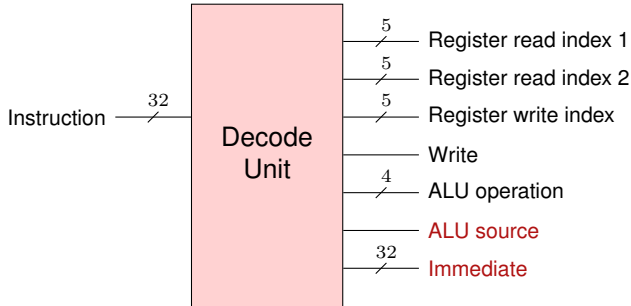 5
Register read index 1
5
Register read index 2
32
Instruction
5
Register write index
Decode
Unit
Write
4
ALU operation
ALU source
32
Immediate